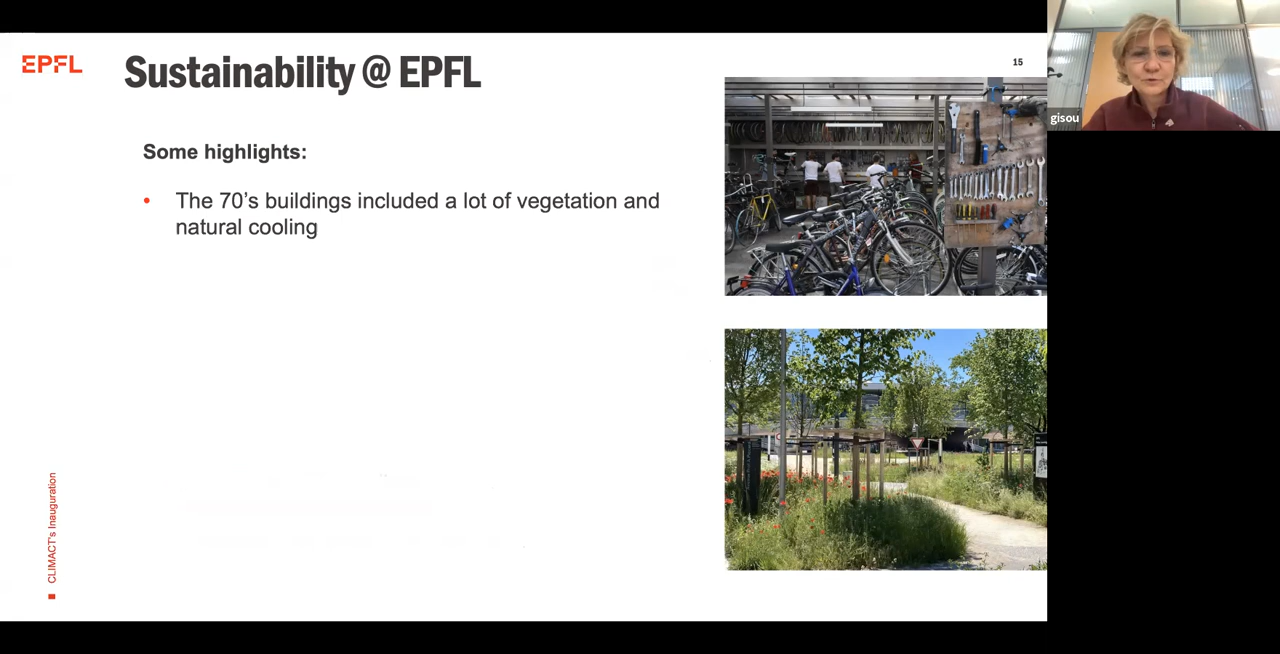 EPFL
Sustainability @ EPFL
15
gisou
Some highlights:
• The 70’s buildings included a lot of vegetation and
natural cooling
CLIMACT's Inauguration